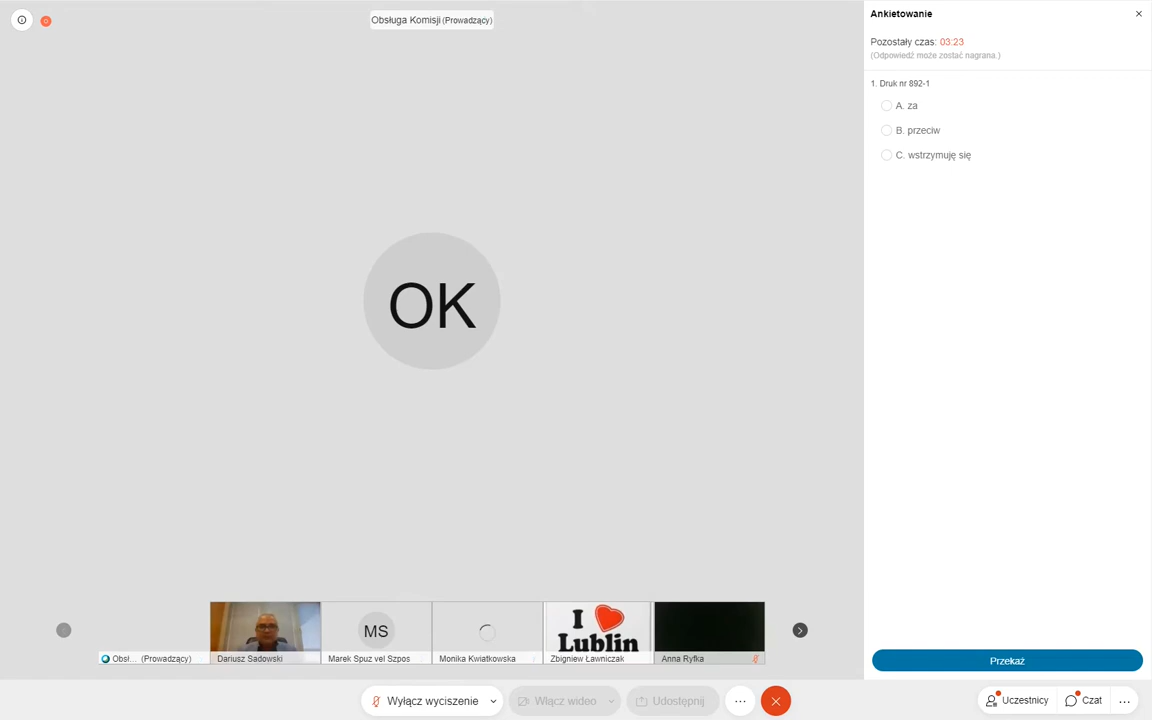 Obsługa Komisji (Prowadzący)
OK
Obsł... (Prowadzący)
Dariusz Sadowski
MS
Marek Spuz vel Szpos
Monika Kwiatkowska
I
Lublin
Zbigniew Ławniczak
Anna Ryfka
Wyłącz wyciszenie
Włącz wideo
Udostępnij
Ankietowanie
Pozostały czas: 03:23
(Odpowiedź może zostać nagrana.)
1. Druk nr 892-1
A. za
B. przeciw
C. wstrzymuję się
Przekaż
Uczestnicy
Czat